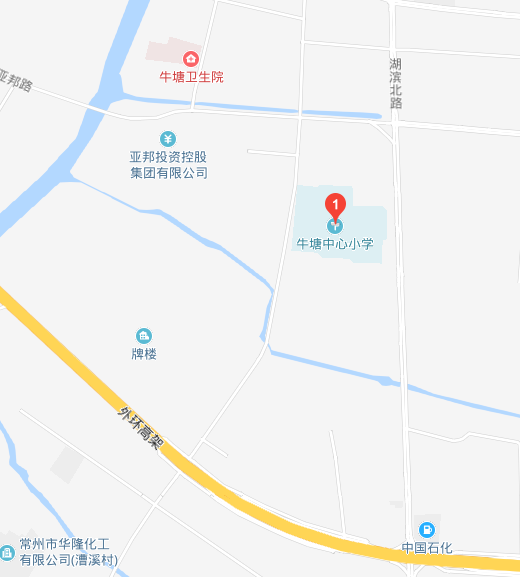 湖滨北路
亚邦路
牛塘卫生院
亚邦投资控股
集团有限公司
1
牛塘中心小学
牌楼
外环高架
中国石化
常州市华隆化工
有限公司(漕溪村)